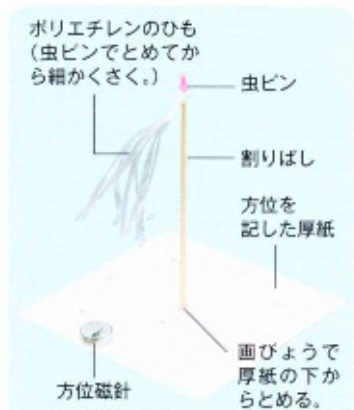 ポリエチレンのひも
(虫ピンでとめてか
ら細かくさく。)
虫ピン
割りばし
方位を
記した厚紙
方位磁針
画びょうで
厚紙の下か
らとめる。